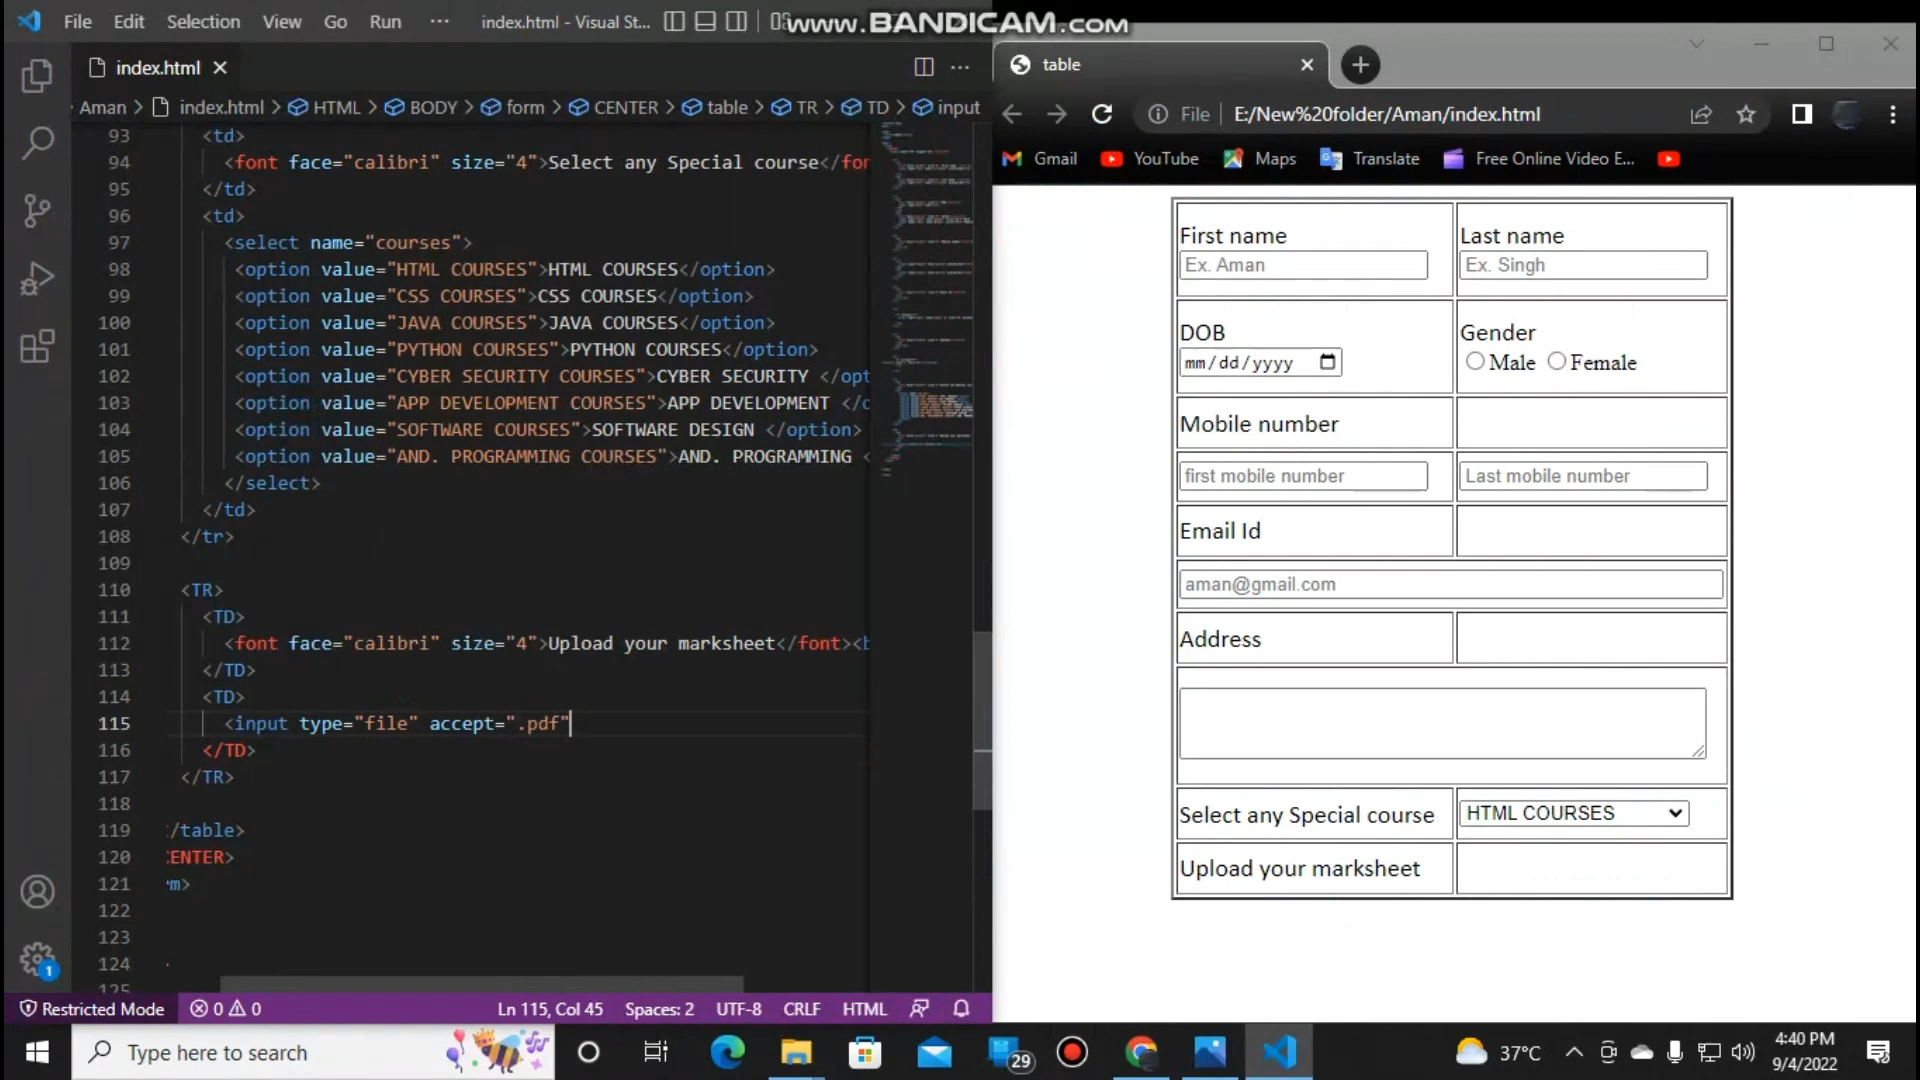 File Edit Selection View Go Run ··· index.html - Visual St...
www.BANDICAM.com
index.html
Aman > index.html > HTML > BODY > form > CENTER > table > TR > TD > input
93 <td>
94 <font face="calibri" size="4">Select any Special course</fon
95 </td>
96 <td>
97 <select name="courses">
98 <option value="HTML COURSES">HTML COURSES</option>
99 <option value="CSS COURSES">CSS COURSES</option>
100 <option value="JAVA COURSES">JAVA COURSES</option>
101 <option value="PYTHON COURSES">PYTHON COURSES</option>
102 <option value="CYBER SECURITY COURSES">CYBER SECURITY </opt
103 <option value="APP DEVELOPMENT COURSES">APP DEVELOPMENT </o
104 <option value="SOFTWARE COURSES">SOFTWARE DESIGN </option>
105 <option value="AND. PROGRAMMING COURSES">AND. PROGRAMMING <
106 </select>
107 </td>
108 </tr>
109
110 <TR>
111 <TD>
112 <font face="calibri" size="4">Upload your marksheet</font><b
113 </TD>
114 <TD>
115 <input type="file" accept=".pdf"
116 </TD>
117 </TR>
118
119 /table>
120 ENTER>
121 m>
122
123
124
125
Restricted Mode 0 0 Ln 115, Col 45 Spaces: 2 UTF-8 CRLF HTML
1
table
File E:/New%20folder/Aman/index.html
Gmail YouTube Maps Translate Free Online Video E...
First name Last name
Ex. Aman Ex. Singh
DOB Gender
mm/dd/yyyy Male Female
Mobile number
first mobile number Last mobile number
Email Id
aman@gmail.com
Address
Select any Special course HTML COURSES
Upload your marksheet
Type here to search 29 37°C 4:40 PM
9/4/2022